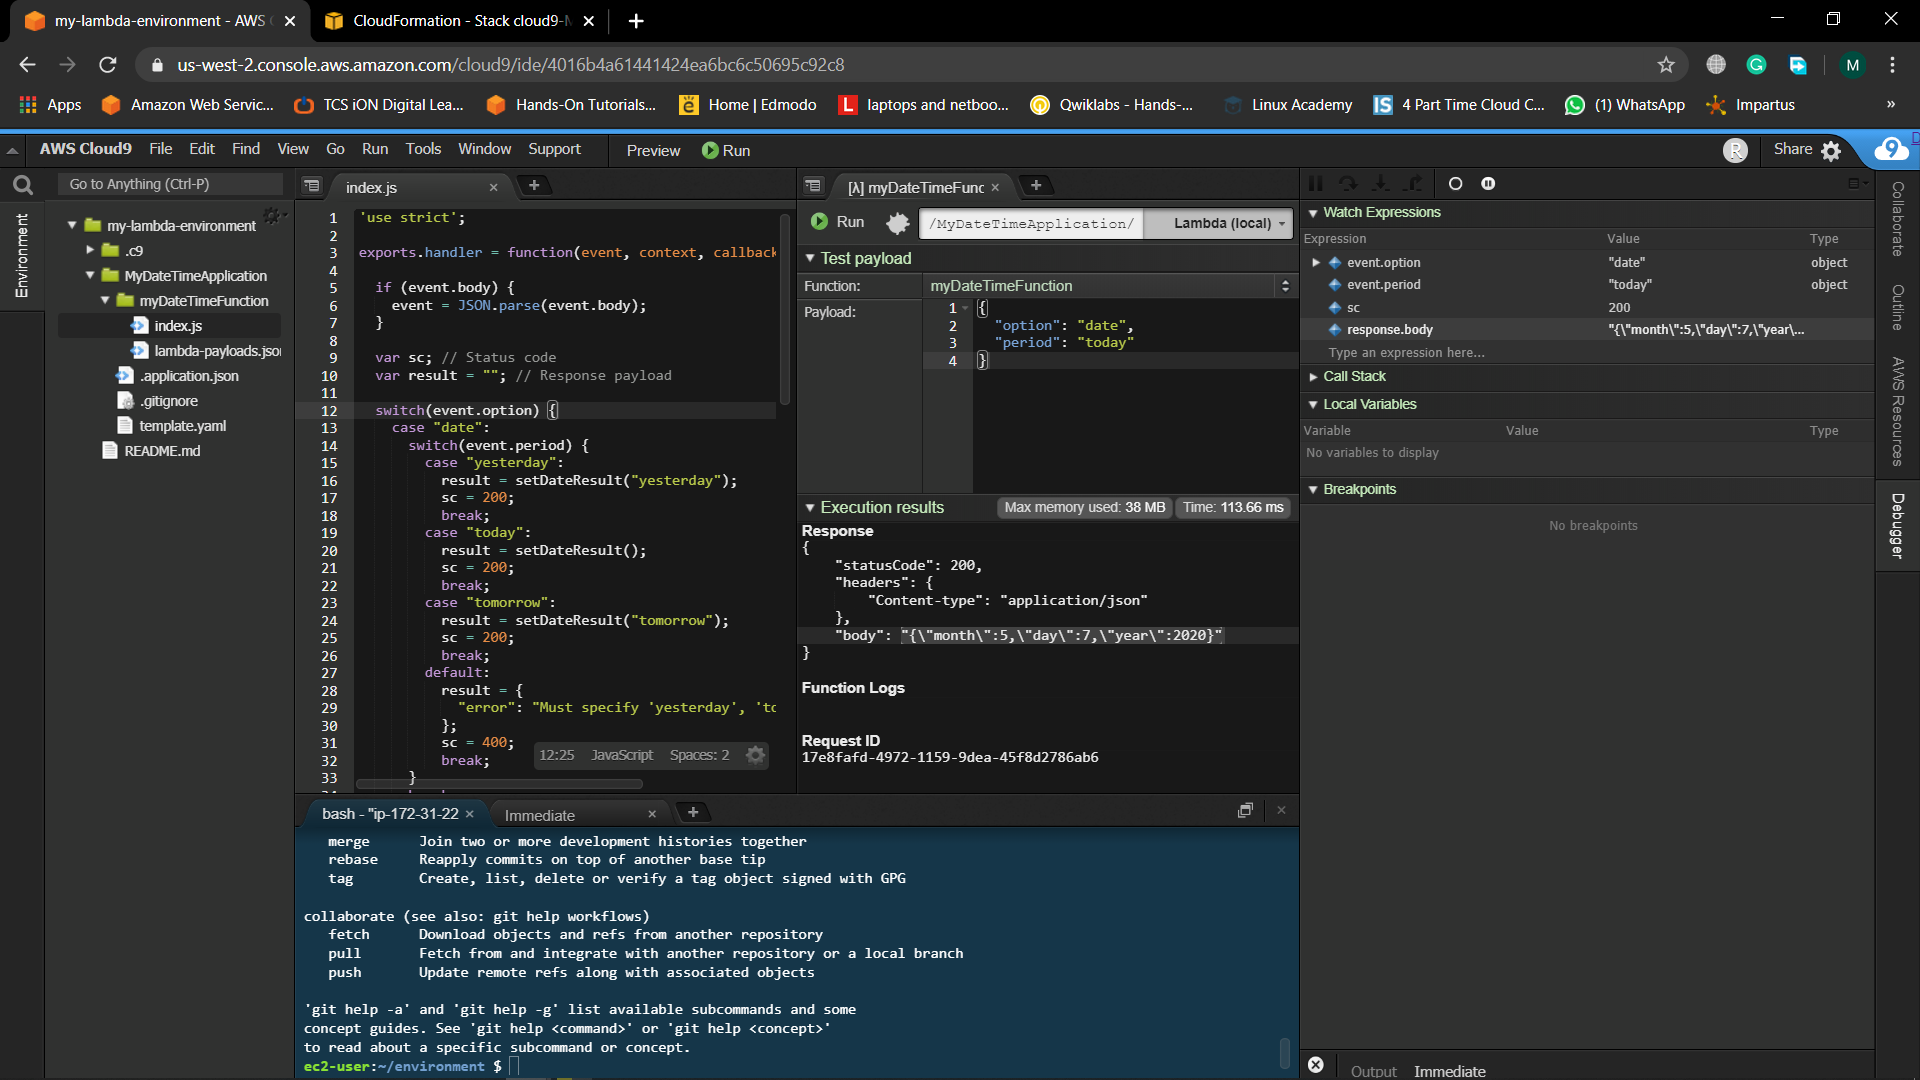 my-lambda-environment - AWS C
CloudFormation - Stack cloud9-M
us-west-2.console.aws.amazon.com/cloud9/ide/4016b4a61441424ea6bc6c50695c92c8
M
Apps
Amazon Web Servic...
TCS iON Digital Lea...
Hands-On Tutorials...
Home | Edmodo
laptops and netboo...
Qwiklabs - Hands-...
Linux Academy
4 Part Time Cloud C...
(1) WhatsApp
Impartus
»
AWS Cloud9 File Edit Find View Go Run Tools Window Support Preview Run
R Share 9
Go to Anything (Ctrl-P)
Environment
my-lambda-environment
.c9
MyDateTimeApplication
myDateTimeFunction
index.js
lambda-payloads.jso
.application.json
.gitignore
template.yaml
README.md
index.js
1 'use strict';
2
3 exports.handler = function(event, context, callback
4
5 if (event.body) {
6 event = JSON.parse(event.body);
7 }
8
9 var sc; // Status code
10 var result = ""; // Response payload
11
12 switch(event.option) {
13 case "date":
14 switch(event.period) {
15 case "yesterday":
16 result = setDateResult("yesterday");
17 sc = 200;
18 break;
19 case "today":
20 result = setDateResult();
21 sc = 200;
22 break;
23 case "tomorrow":
24 result = setDateResult("tomorrow");
25 sc = 200;
26 break;
27 default:
28 result = {
29 "error": "Must specify 'yesterday', 'to
30 };
31 sc = 400;
32 break;
33 }
12:25 JavaScript Spaces: 2
[λ] myDateTimeFunc
Run /MyDateTimeApplication/ Lambda (local)
Test payload
Function: myDateTimeFunction
Payload:
1 {
2 "option": "date",
3 "period": "today"
4 }
Execution results Max memory used: 38 MB Time: 113.66 ms
Response
{
"statusCode": 200,
"headers": {
"Content-type": "application/json"
},
"body": "{\"month\":5,\"day\":7,\"year\":2020}"
}
Function Logs
Request ID
17e8fafd-4972-1159-9dea-45f8d2786ab6
bash - "ip-172-31-22
Immediate
merge Join two or more development histories together
rebase Reapply commits on top of another base tip
tag Create, list, delete or verify a tag object signed with GPG
collaborate (see also: git help workflows)
fetch Download objects and refs from another repository
pull Fetch from and integrate with another repository or a local branch
push Update remote refs along with associated objects
'git help -a' and 'git help -g' list available subcommands and some
concept guides. See 'git help <command>' or 'git help <concept>'
to read about a specific subcommand or concept.
ec2-user:~/environment $
Watch Expressions
Expression Value Type
event.option "date" object
event.period "today" object
sc 200
response.body "{\"month\":5,\"day\":7,\"year\...
Type an expression here...
Call Stack
Local Variables
Variable Value Type
No variables to display
Breakpoints
No breakpoints
Output Immediate
Collaborate
Outline
AWS Resources
Debugger